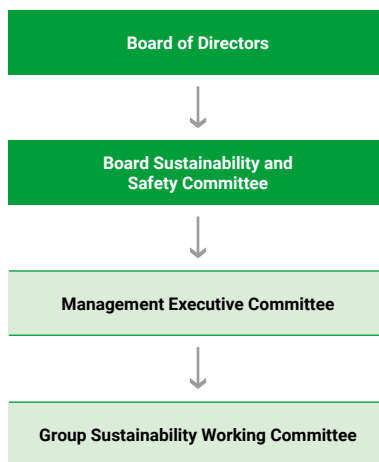 Board of Directors
Board Sustainability and
Safety Committee
Management Executive Committee
Group Sustainability Working Committee